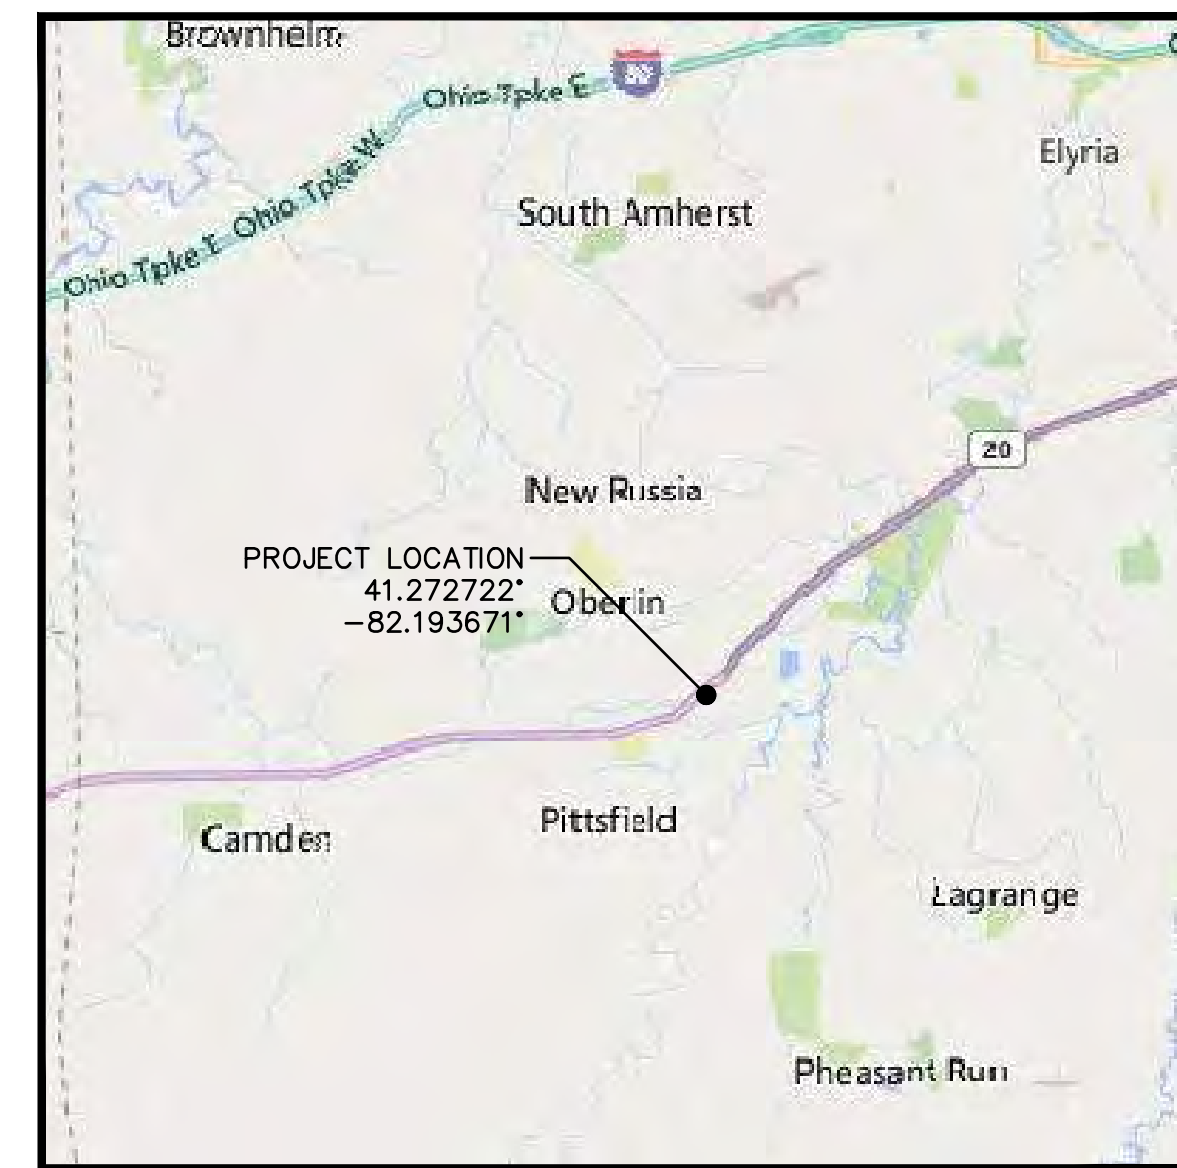 Brownhelm
80
Ohio Tpke E
Ohio Tpke W
Ohio Tpke E
Elyria
South Amherst
20
New Russia
PROJECT LOCATION
41.272722°
Oberlin
−82.193671°
Pittsfield
Camden
Lagrange
Pheasant Run